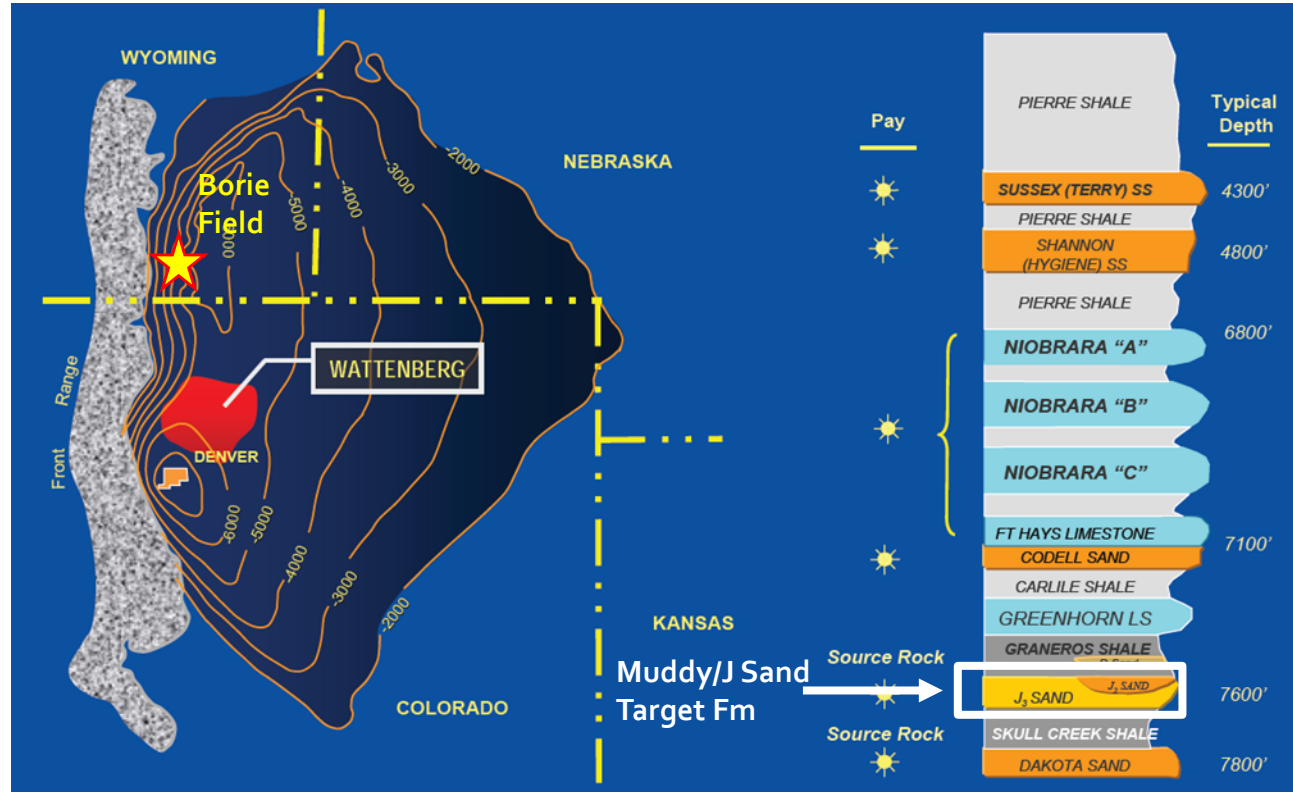 WYOMING
NEBRASKA
Borie
Field
-2000
-3000
-4000
-5000
Front Range
WATTENBERG
DENVER
-6000
-5000
-4000
-3000
-2000
KANSAS
COLORADO
Muddy/J Sand
Target Fm
Pay
Typical
Depth
PIERRE SHALE
SUSSEX (TERRY) SS
4300’
PIERRE SHALE
SHANNON
(HYGIENE) SS
4800’
PIERRE SHALE
6800’
NIOBRARA “A”
NIOBRARA “B”
NIOBRARA “C”
FT HAYS LIMESTONE
7100’
CODELL SAND
CARLILE SHALE
GREENHORN LS
Source Rock
GRANEROS SHALE
J₂ SAND
J₃ SAND
7600’
Source Rock
SKULL CREEK SHALE
DAKOTA SAND
7800’